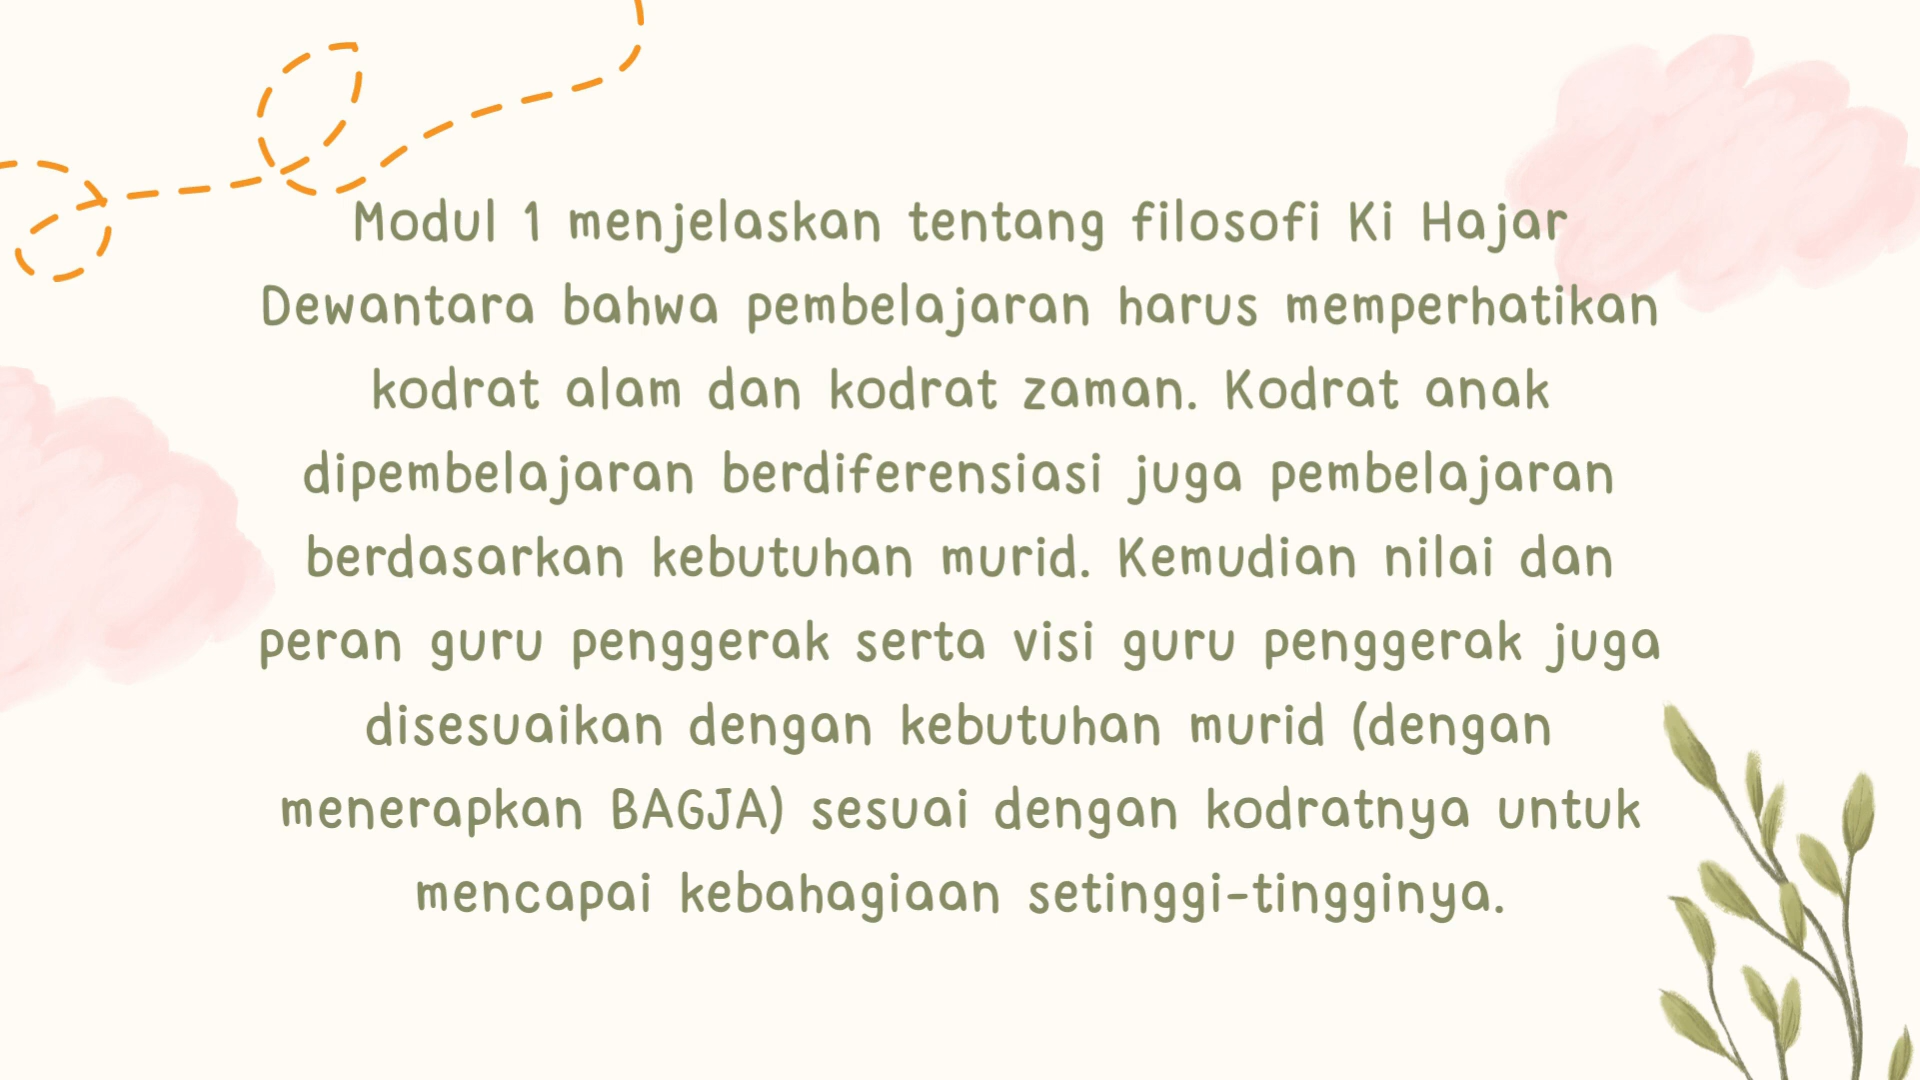 Modul 1 menjelaskan tentang filosofi Ki Hajar
Dewantara bahwa pembelajaran harus memperhatikan
kodrat alam dan kodrat zaman. Kodrat anak
dipembelajaran berdiferensiasi juga pembelajaran
berdasarkan kebutuhan murid. Kemudian nilai dan
peran guru penggerak serta visi guru penggerak juga
disesuaikan dengan kebutuhan murid (dengan
menerapkan BAGJA) sesuai dengan kodratnya untuk
mencapai kebahagiaan setinggi-tingginya.